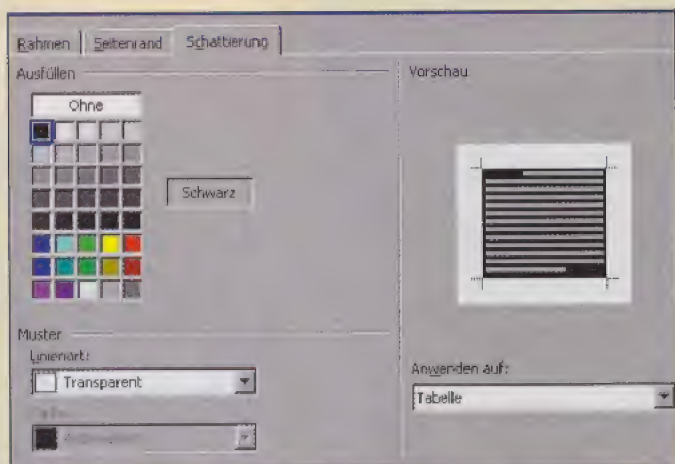 Rahmen Seitenrand Schattierung
Ausfüllen
Ohne
Schwarz
Muster
Linienart:
Transparent
Vorschau
Anwenden auf:
Tabelle